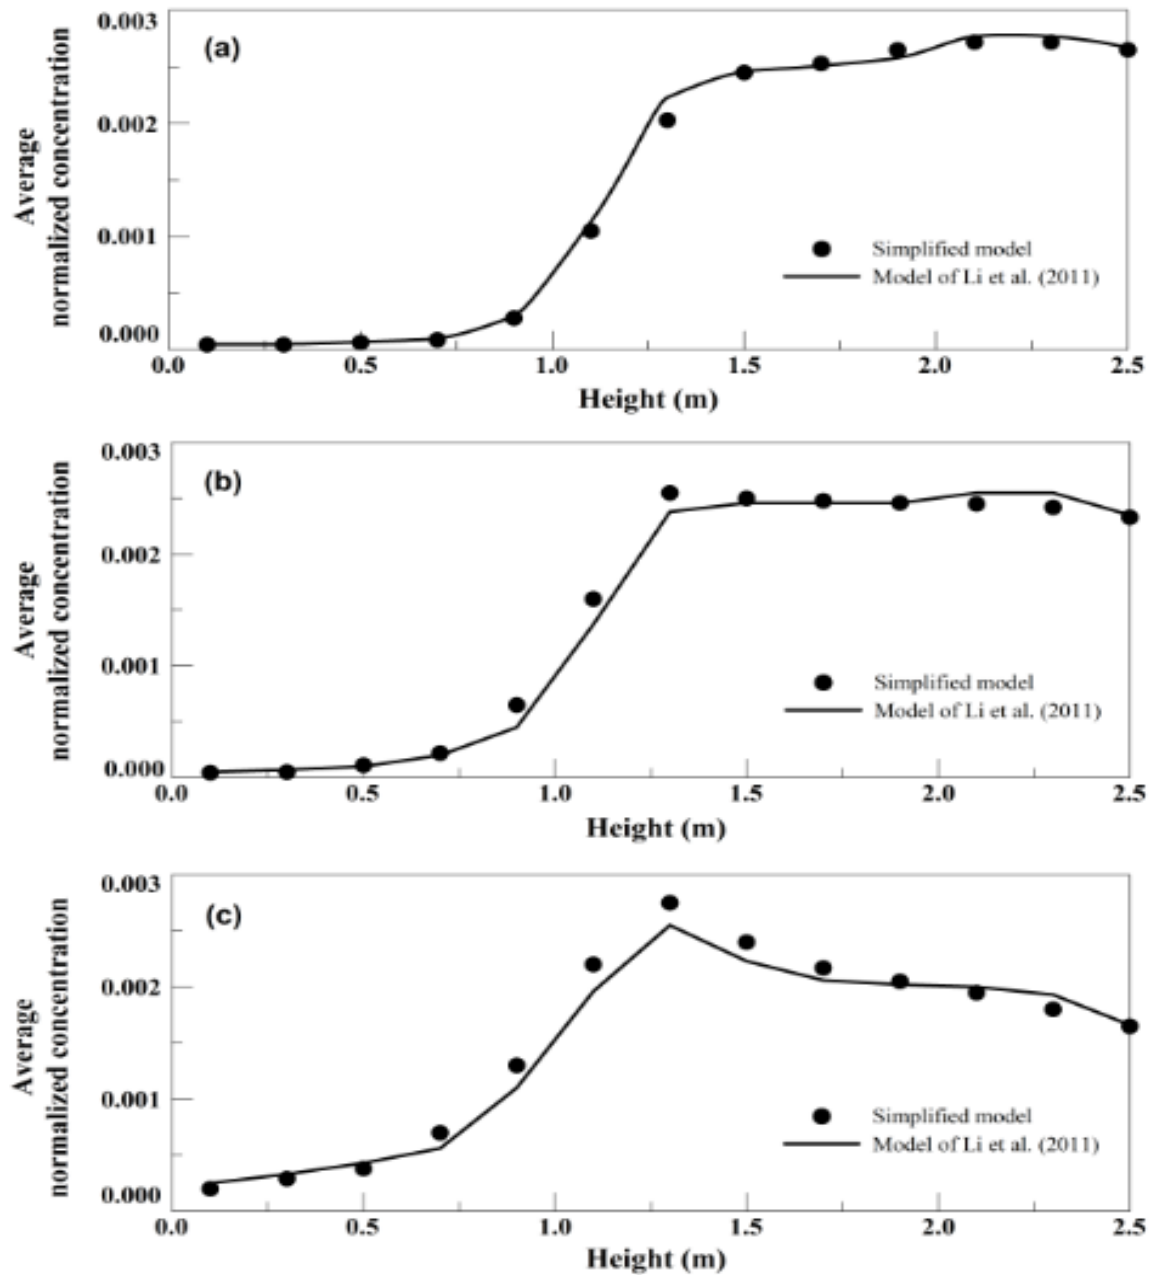 (a)
0.003
0.002
0.001
0.000
Average
normalized concentration
Simplified model
Model of Li et al. (2011)
0.0 0.5 1.0 1.5 2.0 2.5
Height (m)
(b)
0.003
0.002
0.001
0.000
Average
normalized concentration
Simplified model
Model of Li et al. (2011)
0.0 0.5 1.0 1.5 2.0 2.5
Height (m)
(c)
0.003
0.002
0.001
0.000
Average
normalized concentration
Simplified model
Model of Li et al. (2011)
0.0 0.5 1.0 1.5 2.0 2.5
Height (m)